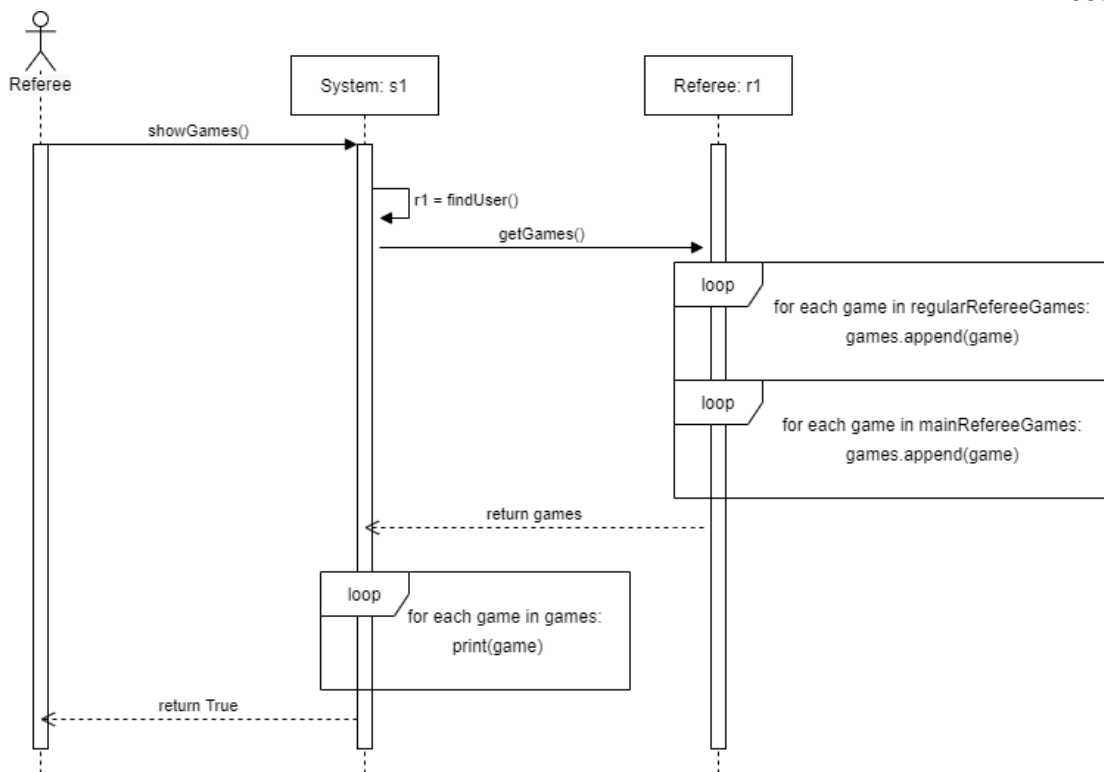 Referee
System: s1
Referee: r1
showGames()
r1 = findUser()
getGames()
loop
for each game in regularRefereeGames:
games.append(game)
loop
for each game in mainRefereeGames:
games.append(game)
return games
loop
for each game in games:
print(game)
return True